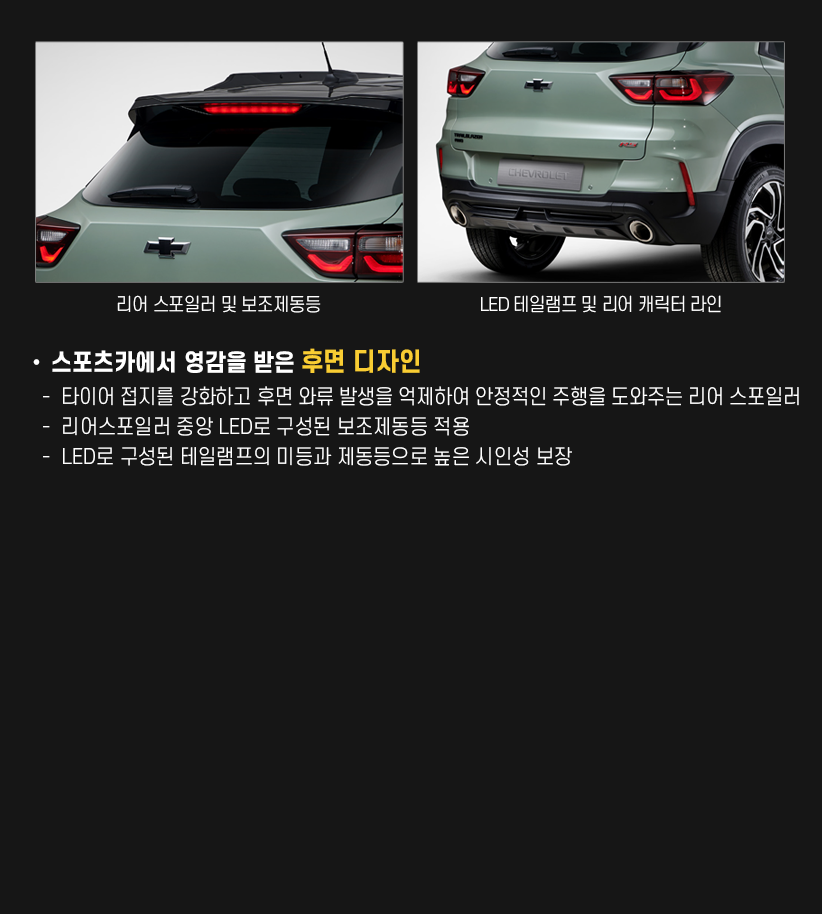 CHEVROLET
리어 스포일러 및 보조제동등
LED 테일램프 및 리어 캐릭터 라인
• 스포츠카에서 영감을 받은 후면 디자인
- 타이어 접지를 강화하고 후면 와류 발생을 억제하여 안정적인 주행을 도와주는 리어 스포일러
- 리어스포일러 중앙 LED로 구성된 보조제동등 적용
- LED로 구성된 테일램프의 미등과 제동등으로 높은 시인성 보장